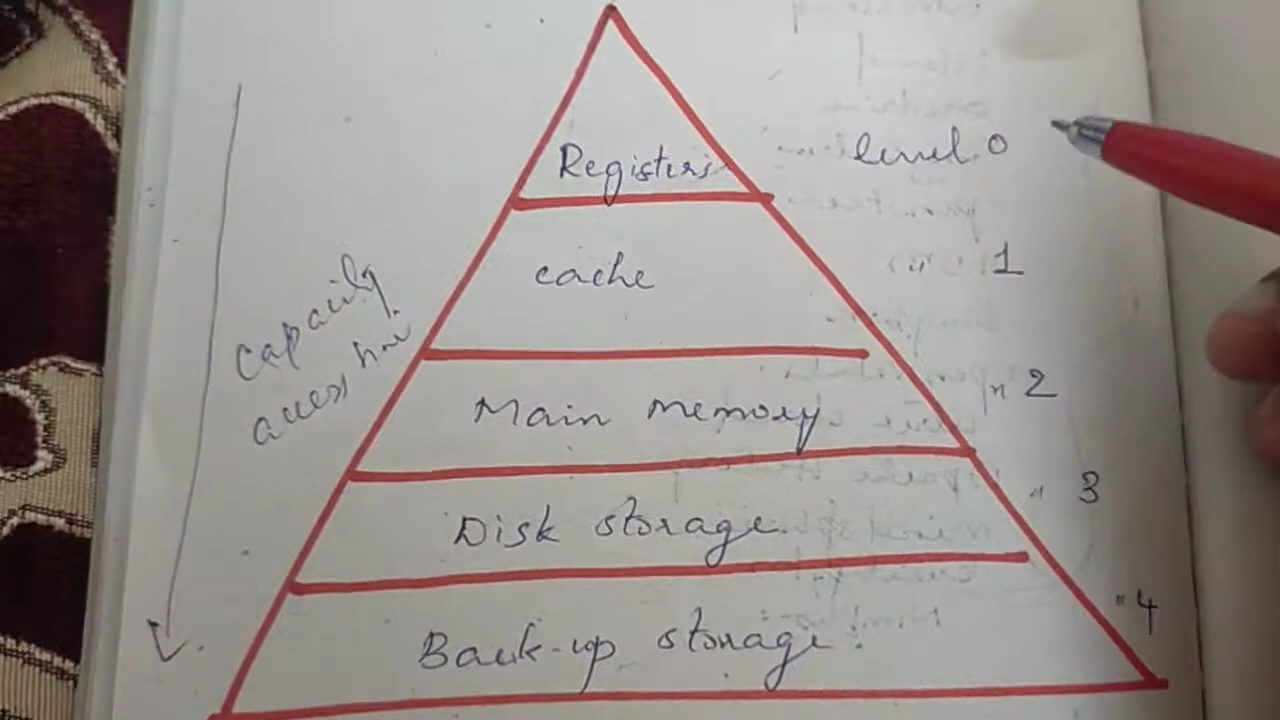 Registers level 0
cache " 1
Main memory " 2
Disk storage. " 3
Back-up storage. " 4
Capacity
access time